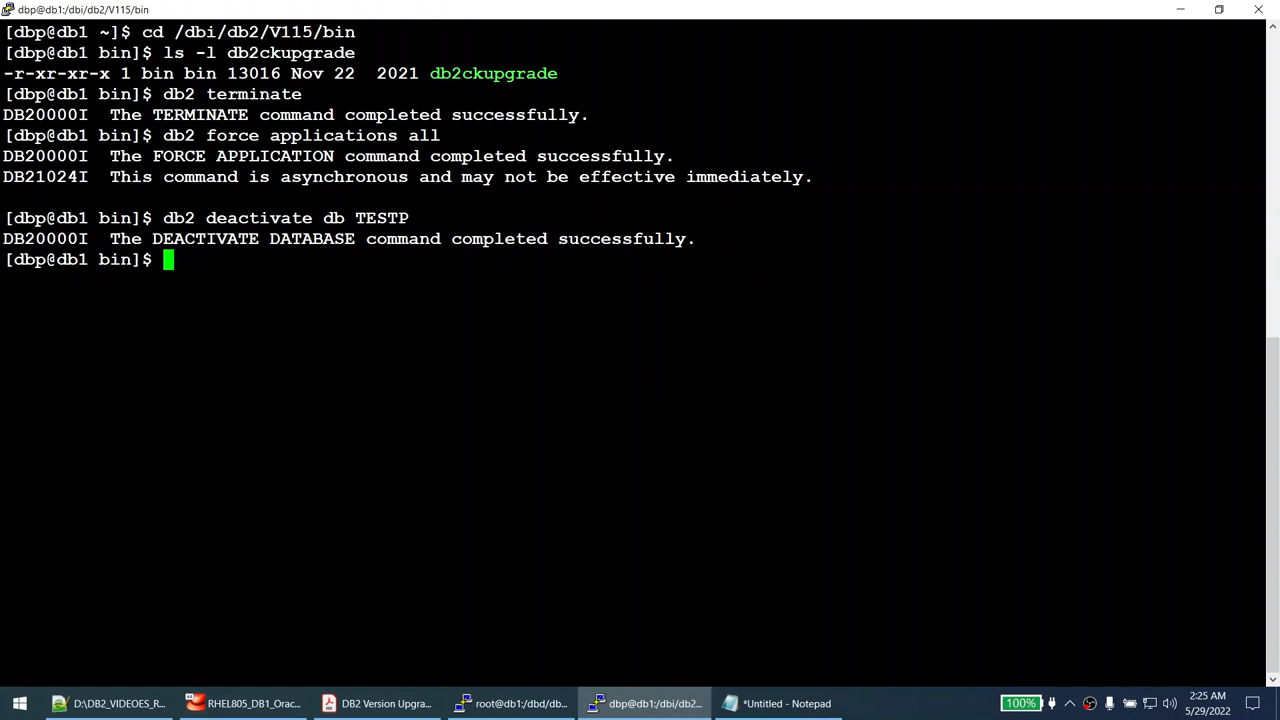 dbp@db1:/dbi/db2/V115/bin
[dbp@db1 ~]$ cd /dbi/db2/V115/bin
[dbp@db1 bin]$ ls -l db2ckupgrade
-r-xr-xr-x 1 bin bin 13016 Nov 22  2021 db2ckupgrade
[dbp@db1 bin]$ db2 terminate
DB20000I  The TERMINATE command completed successfully.
[dbp@db1 bin]$ db2 force applications all
DB20000I  The FORCE APPLICATION command completed successfully.
DB21024I  This command is asynchronous and may not be effective immediately.
[dbp@db1 bin]$ db2 deactivate db TESTP
DB20000I  The DEACTIVATE DATABASE command completed successfully.
[dbp@db1 bin]$
D:\DB2_VIDEOES_R... RHEL805_DB1_Orac... DB2 Version Upgra... root@db1:/dbd/db... dbp@db1:/dbi/db2... *Untitled - Notepad 100% 2:25 AM
5/29/2022